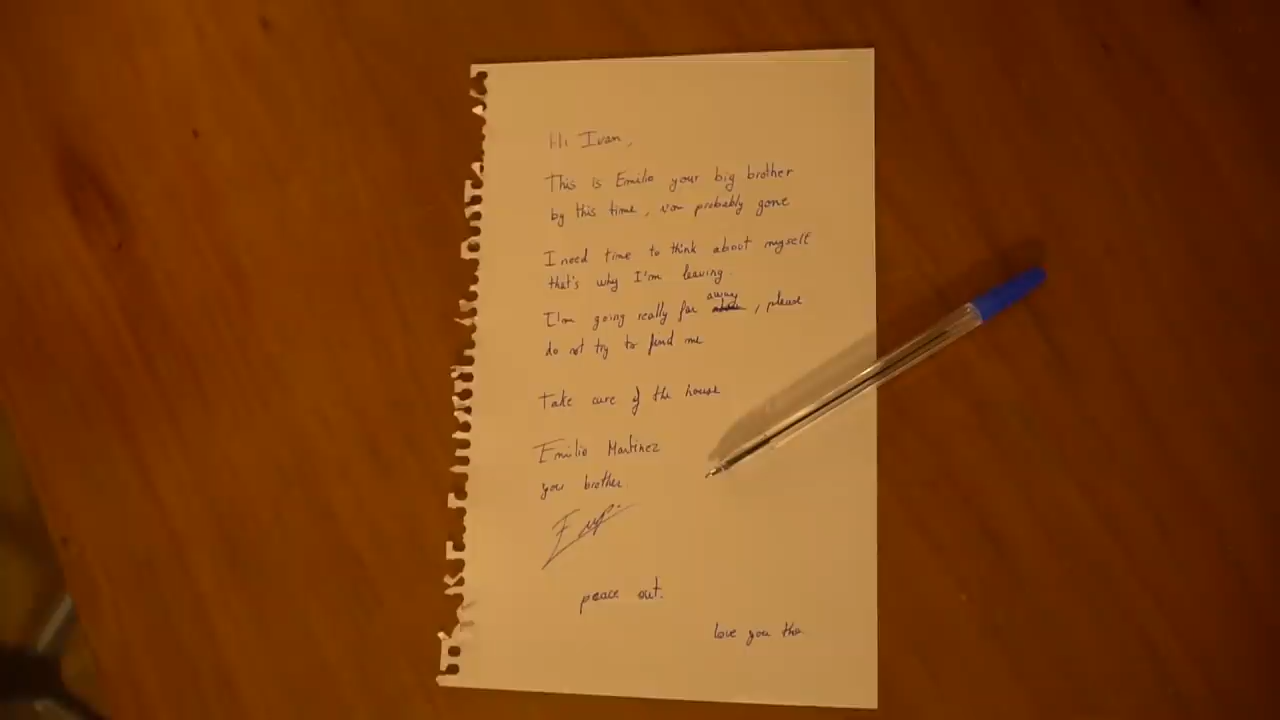 Hi Ivan,
This is Emilio your big brother
by this time, I'am probably gone
I need time to think about myself
that's why I'm leaving.
I'm going really far away, please
do not try to find me
Take care of the house
Emilio Martinez
you brother.
peace out.
love you tho